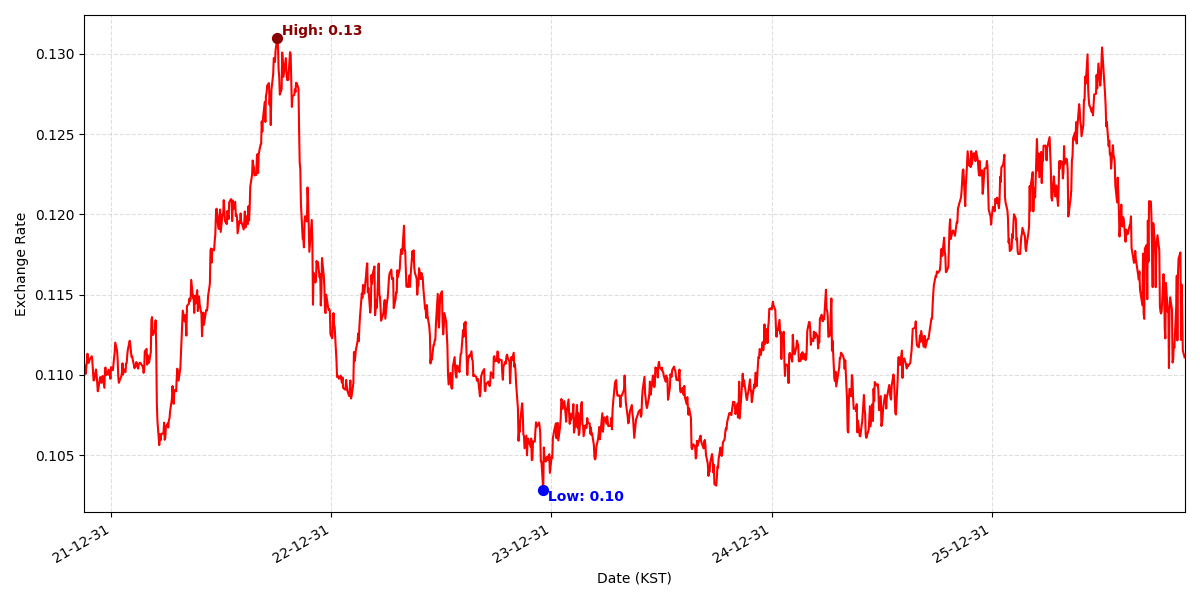 High: 0.13
0.130
0.125
0.120
0.115
0.110
0.105
Exchange Rate
Low: 0.10
21-12-31
22-12-31
23-12-31
24-12-31
25-12-31
Date (KST)